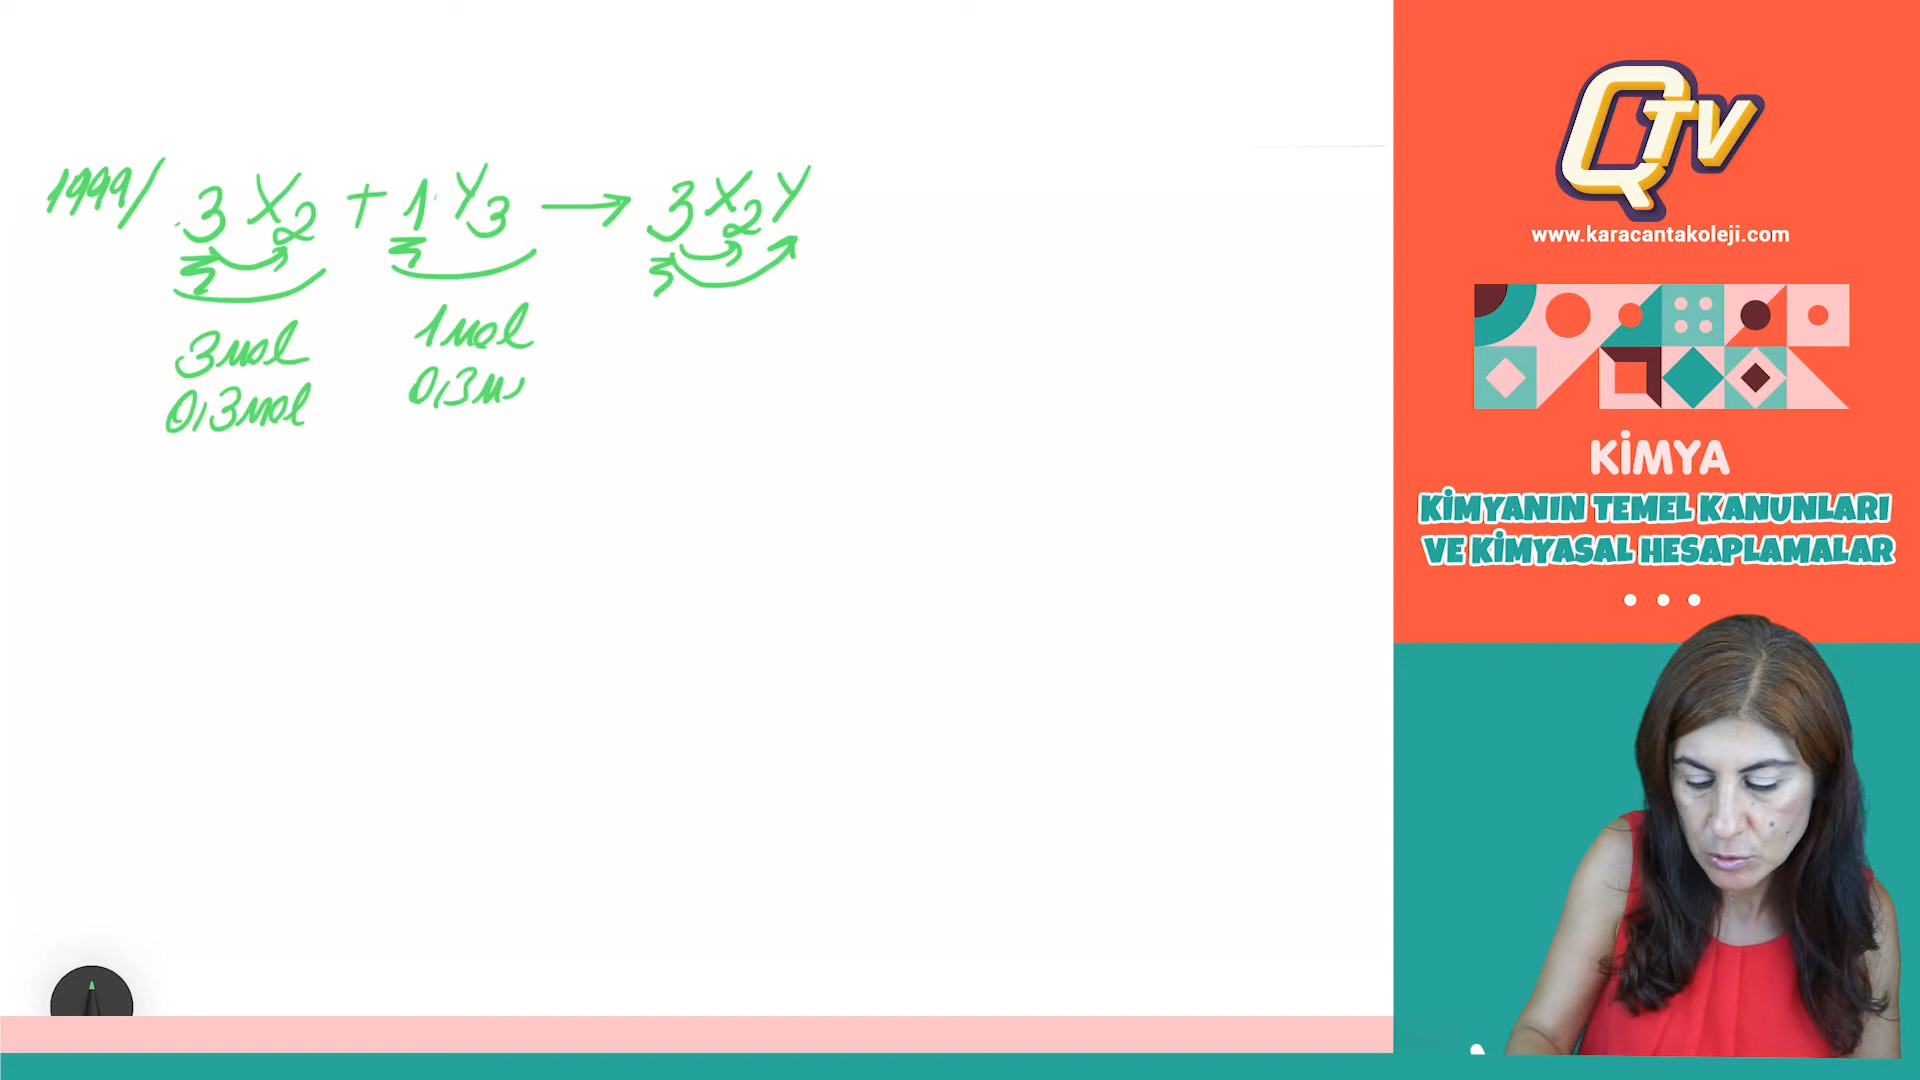 1999/ 3X₂ + 1Y₃ → 3X₂Y
3mol 1mol
0,3mol 0,3m
QTV
www.karacantakoleji.com
KİMYA
KİMYANIN TEMEL KANUNLARI
VE KİMYASAL HESAPLAMALAR